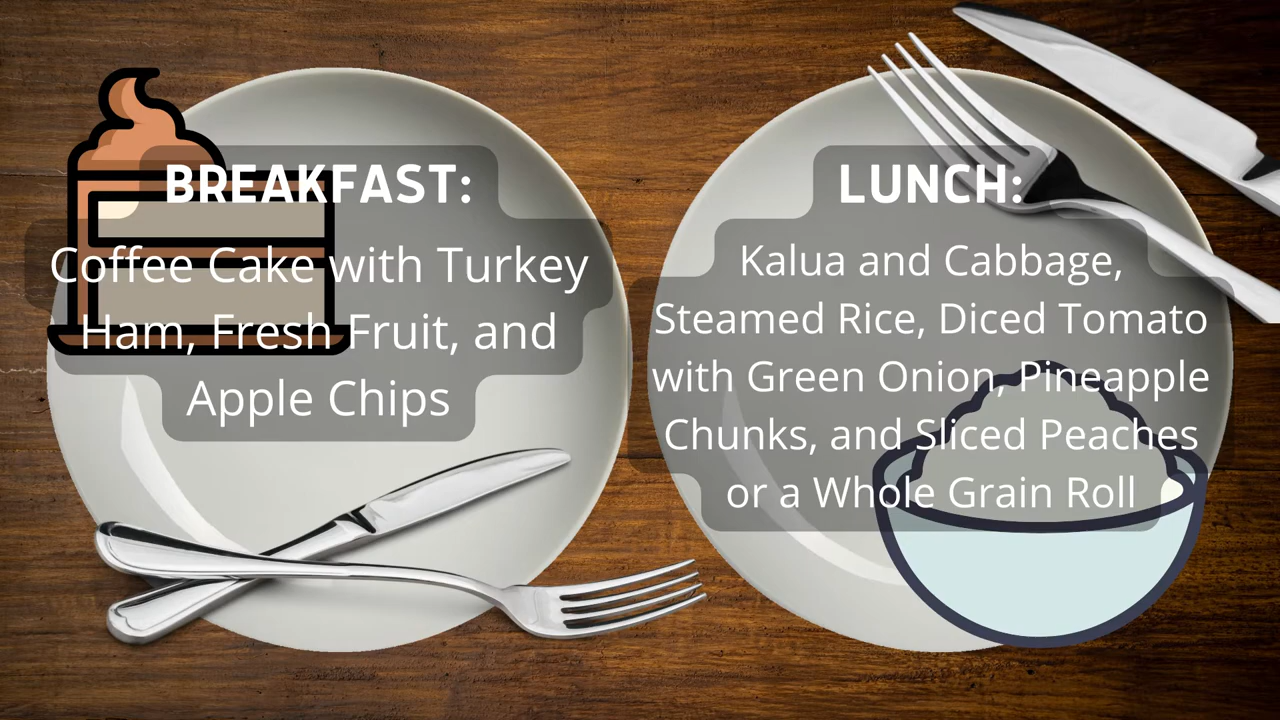 BREAKFAST:
Coffee Cake with Turkey
Ham, Fresh Fruit, and
Apple Chips
LUNCH:
Kalua and Cabbage,
Steamed Rice, Diced Tomato
with Green Onion, Pineapple
Chunks, and Sliced Peaches
or a Whole Grain Roll